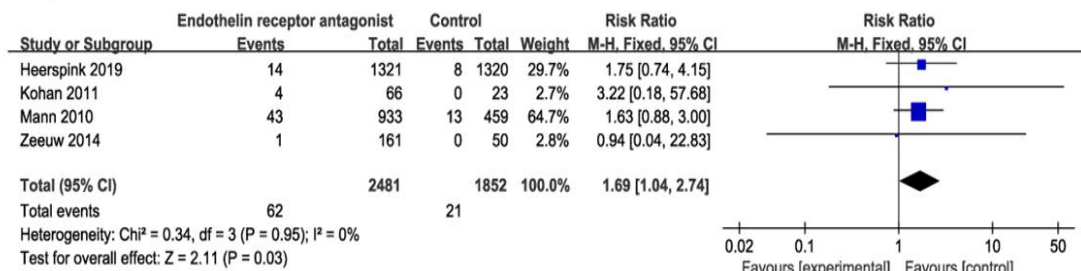 Endothelin receptor antagonist Control Risk Ratio Risk Ratio
Study or Subgroup Events Total Events Total Weight M-H, Fixed, 95% CI M-H, Fixed, 95% CI
Heerspink 2019 14 1321 8 1320 29.7% 1.75 [0.74, 4.15]
Kohan 2011 4 66 0 23 2.7% 3.22 [0.18, 57.68]
Mann 2010 43 933 13 459 64.7% 1.63 [0.88, 3.00]
Zeeuw 2014 1 161 0 50 2.8% 0.94 [0.04, 22.83]
Total (95% CI) 2481 1852 100.0% 1.69 [1.04, 2.74]
Total events 62 21
Heterogeneity: Chi² = 0.34, df = 3 (P = 0.95); I² = 0%
Test for overall effect: Z = 2.11 (P = 0.03)
0.02 0.1 1 10 50
Favours [experimental] Favours [control]